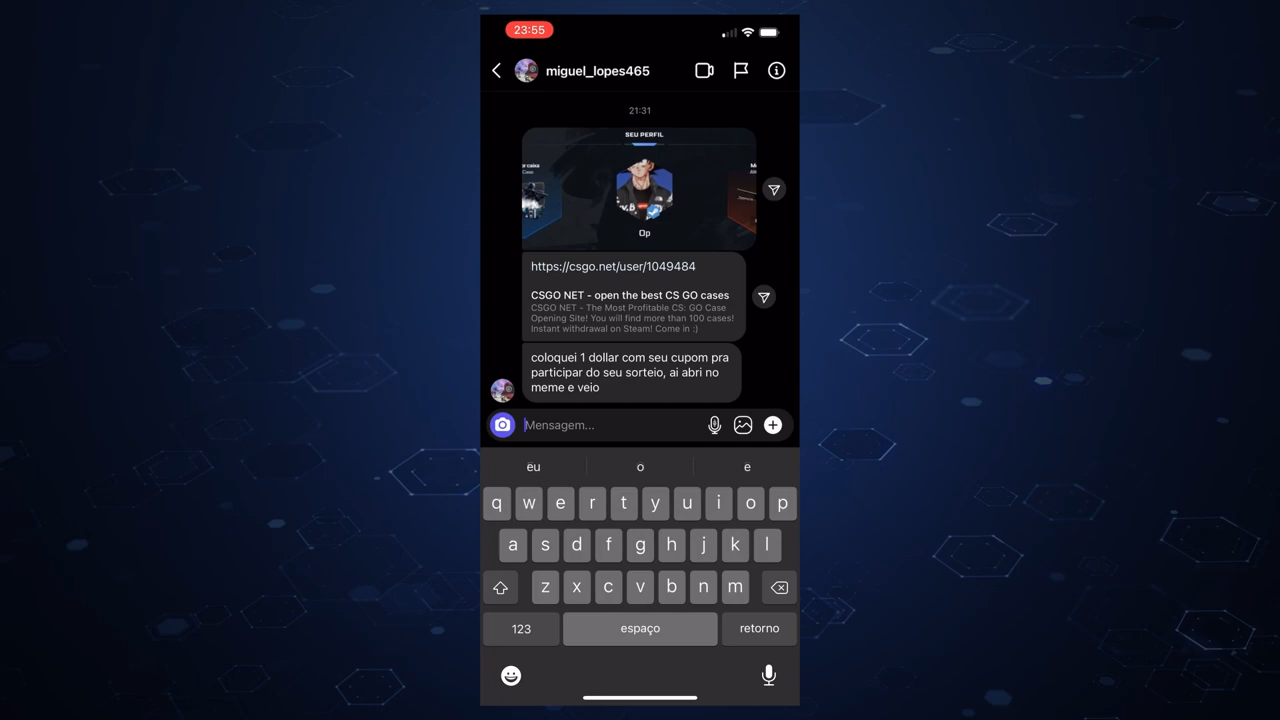 23:55
miguel_lopes465
21:31
SEU PERFIL
Op
https://csgo.net/user/1049484
CSGO NET - open the best CS GO cases
CSGO NET - The Most Profitable CS: GO Case
Opening Site! You will find more than 100 cases!
Instant withdrawal on Steam! Come in :)
coloquei 1 dollar com seu cupom pra
participar do seu sorteio, ai abri no
meme e veio
Mensagem...
eu o e
q w e r t y u i o p
a s d f g h j k l
z x c v b n m
123 espaço retorno